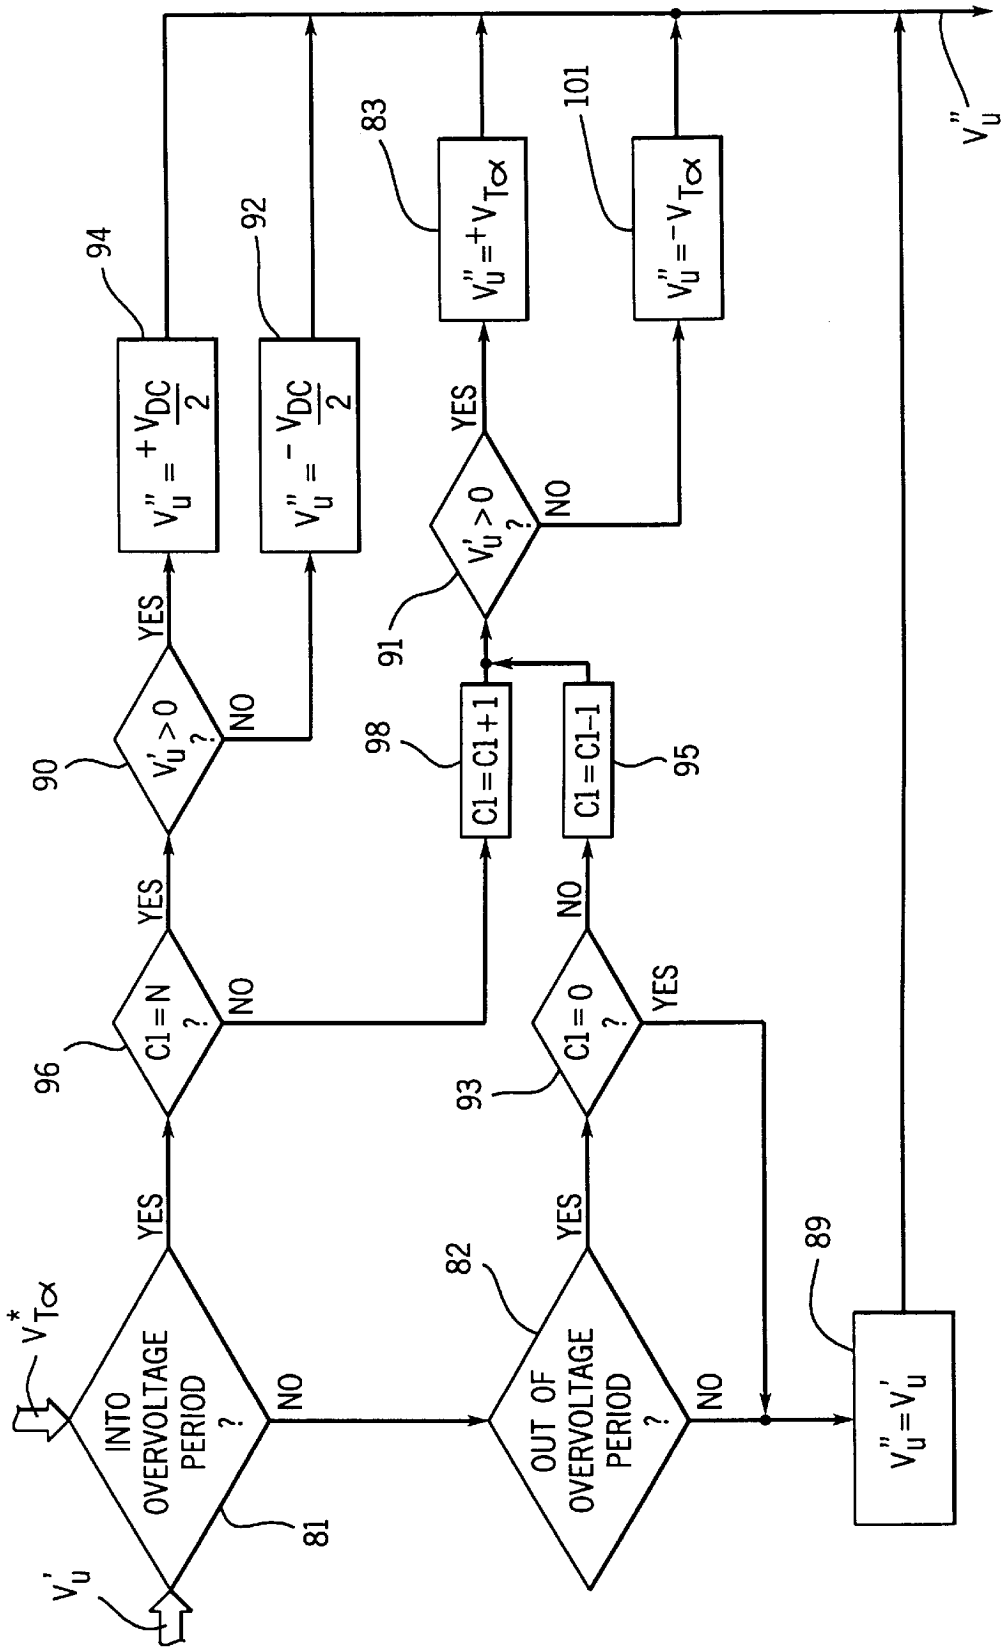 V*Tα
V'u
INTO
OVERVOLTAGE
PERIOD
?
81
YES
NO
C1 = N
?
96
YES
NO
V'u > 0
?
90
YES
NO
V"u = +VDC/2
94
V"u = -VDC/2
92
OUT OF
OVERVOLTAGE
PERIOD
?
82
YES
NO
C1 = 0
?
93
NO
YES
C1 = C1+1
98
C1 = C1-1
95
V'u > 0
?
91
YES
NO
V"u = +VTα
83
V"u = -VTα
101
V"u = V'u
89
V"u